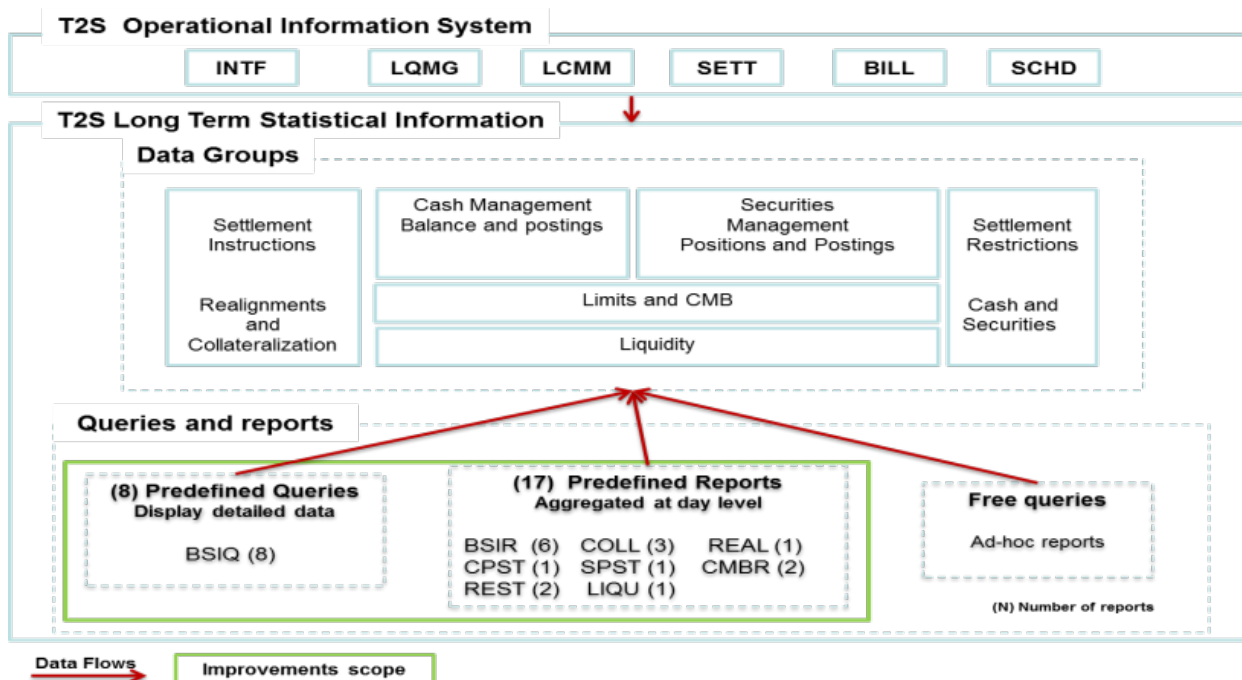 T2S Operational Information System
INTF
LQMG
LCMM
SETT
BILL
SCHD
T2S Long Term Statistical Information
Data Groups
Settlement
Instructions
Realignments
and
Collateralization
Cash Management
Balance and postings
Securities
Management
Positions and Postings
Limits and CMB
Liquidity
Settlement
Restrictions
Cash and
Securities
Queries and reports
(8) Predefined Queries
Display detailed data
BSIQ (8)
(17) Predefined Reports
Aggregated at day level
BSIR (6) COLL (3) REAL (1)
CPST (1) SPST (1) CMBR (2)
REST (2) LIQU (1)
Free queries
Ad-hoc reports
(N) Number of reports
Data Flows
Improvements scope